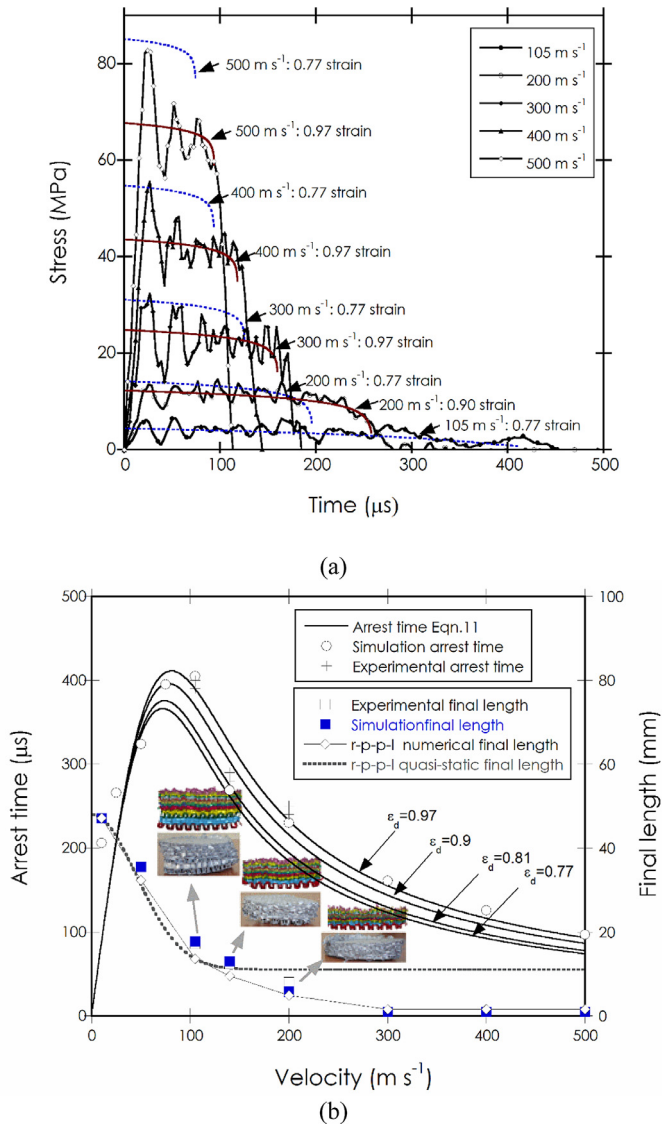 80
60
40
20
0
Stress (MPa)
105 m s⁻¹
200 m s⁻¹
300 m s⁻¹
400 m s⁻¹
500 m s⁻¹
500 m s⁻¹: 0.77 strain
500 m s⁻¹: 0.97 strain
400 m s⁻¹: 0.77 strain
400 m s⁻¹: 0.97 strain
300 m s⁻¹: 0.77 strain
300 m s⁻¹: 0.97 strain
200 m s⁻¹: 0.77 strain
200 m s⁻¹: 0.90 strain
105 m s⁻¹: 0.77 strain
0 100 200 300 400 500
Time (μs)
(a)
500
400
300
200
100
0
Arrest time (μs)
Arrest time Eqn.11
Simulation arrest time
Experimental arrest time
Experimental final length
Simulationfinal length
r-p-p-l numerical final length
r-p-p-l quasi-static final length
εd=0.97
εd=0.9
εd=0.81
εd=0.77
100
80
60
40
20
0
Final length (mm)
0 100 200 300 400 500
Velocity (m s⁻¹)
(b)